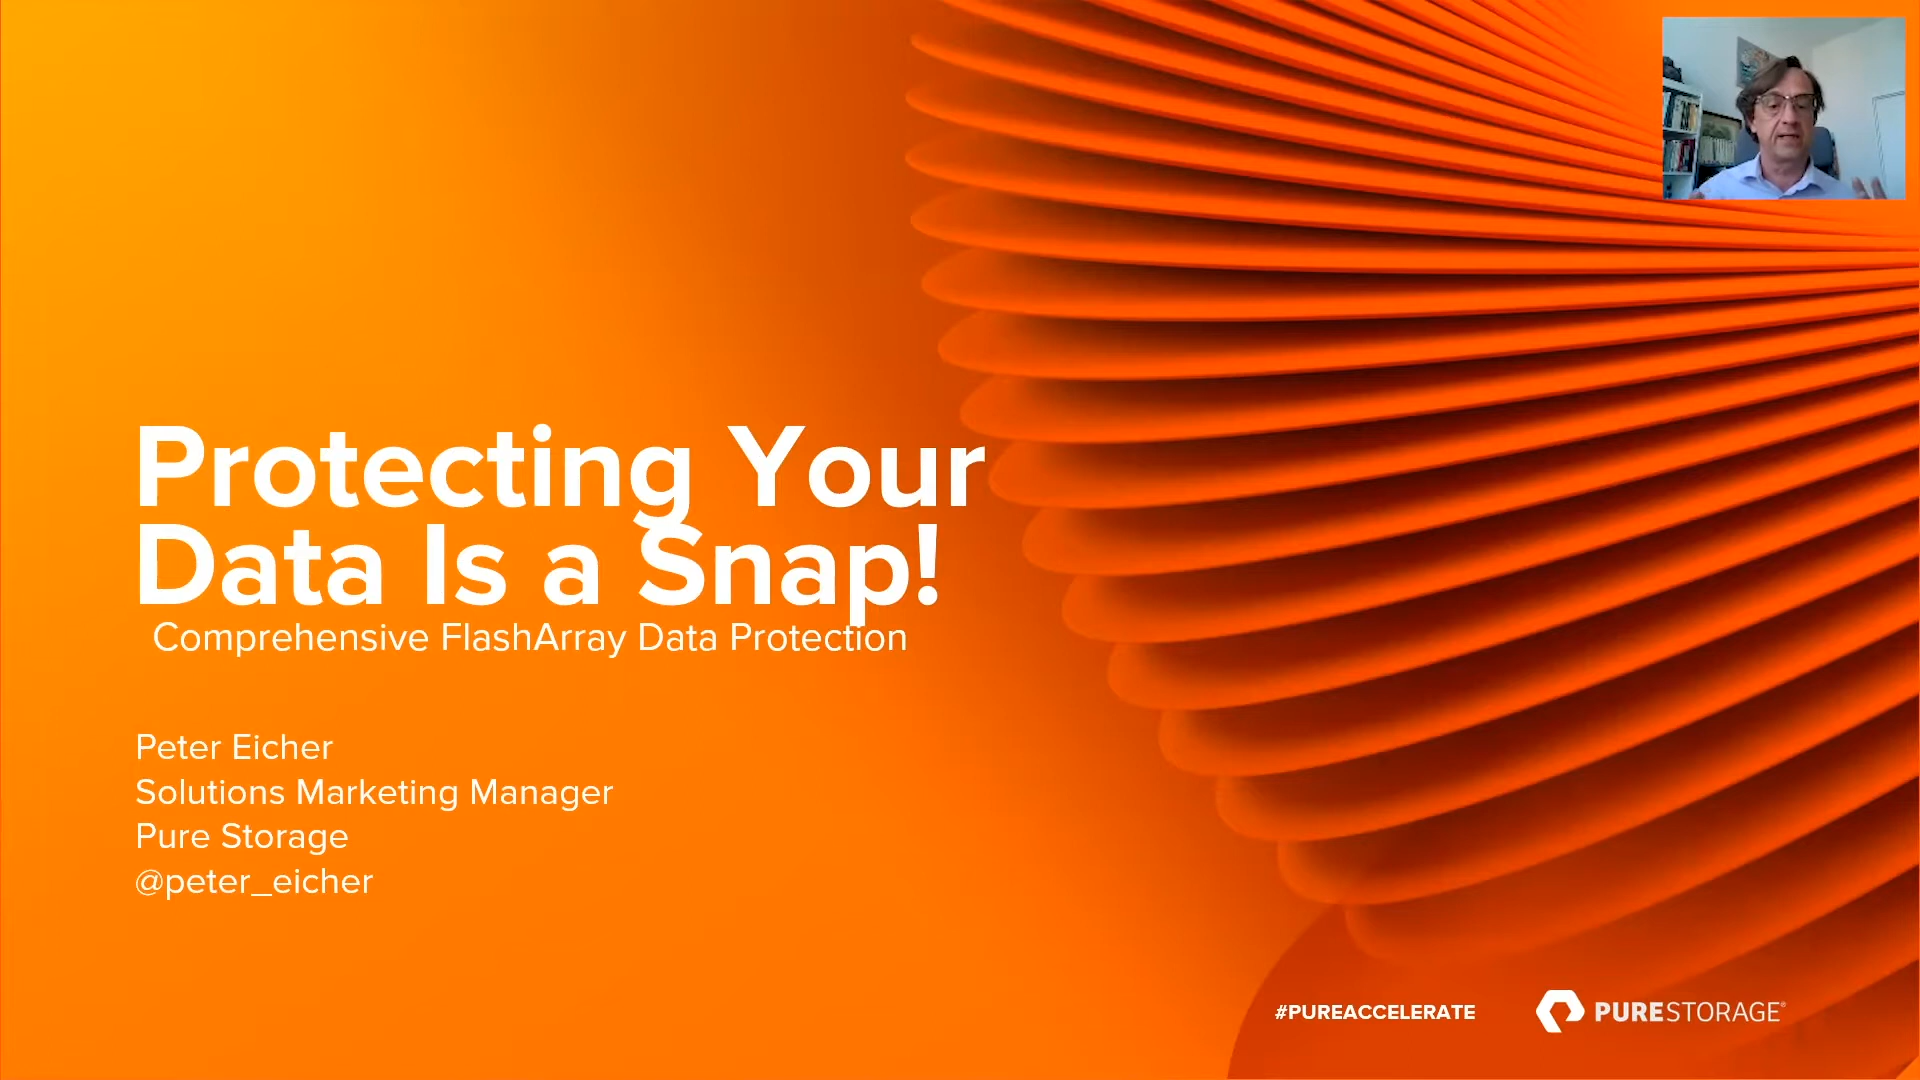 Protecting Your
Data Is a Snap!
Comprehensive FlashArray Data Protection
Peter Eicher
Solutions Marketing Manager
Pure Storage
@peter_eicher
#PUREACCELERATE
PURESTORAGE®